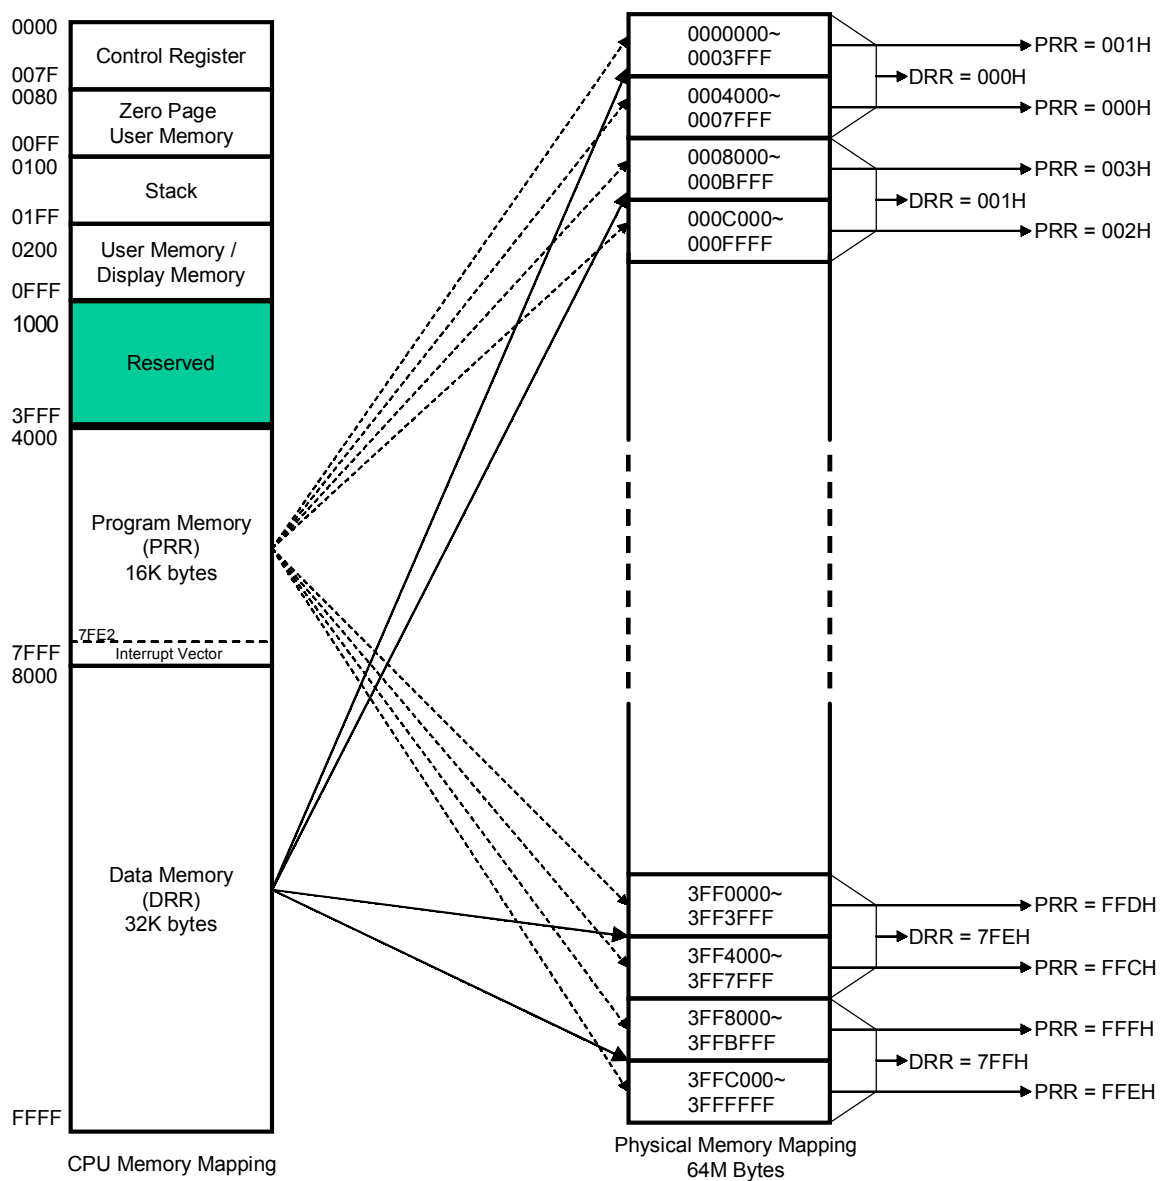 0000
Control Register
007F
0080
Zero Page
User Memory
00FF
0100
Stack
01FF
0200
User Memory /
Display Memory
0FFF
1000
Reserved
3FFF
4000
Program Memory
(PRR)
16K bytes
7FE2
Interrupt Vector
7FFF
8000
Data Memory
(DRR)
32K bytes
FFFF
CPU Memory Mapping
0000000~
0003FFF
PRR = 001H
DRR = 000H
0004000~
0007FFF
PRR = 000H
0008000~
000BFFF
PRR = 003H
DRR = 001H
000C000~
000FFFF
PRR = 002H
3FF0000~
3FF3FFF
PRR = FFDH
DRR = 7FEH
3FF4000~
3FF7FFF
PRR = FFCH
3FF8000~
3FFBFFF
PRR = FFFH
DRR = 7FFH
3FFC000~
3FFFFFF
PRR = FFEH
Physical Memory Mapping
64M Bytes